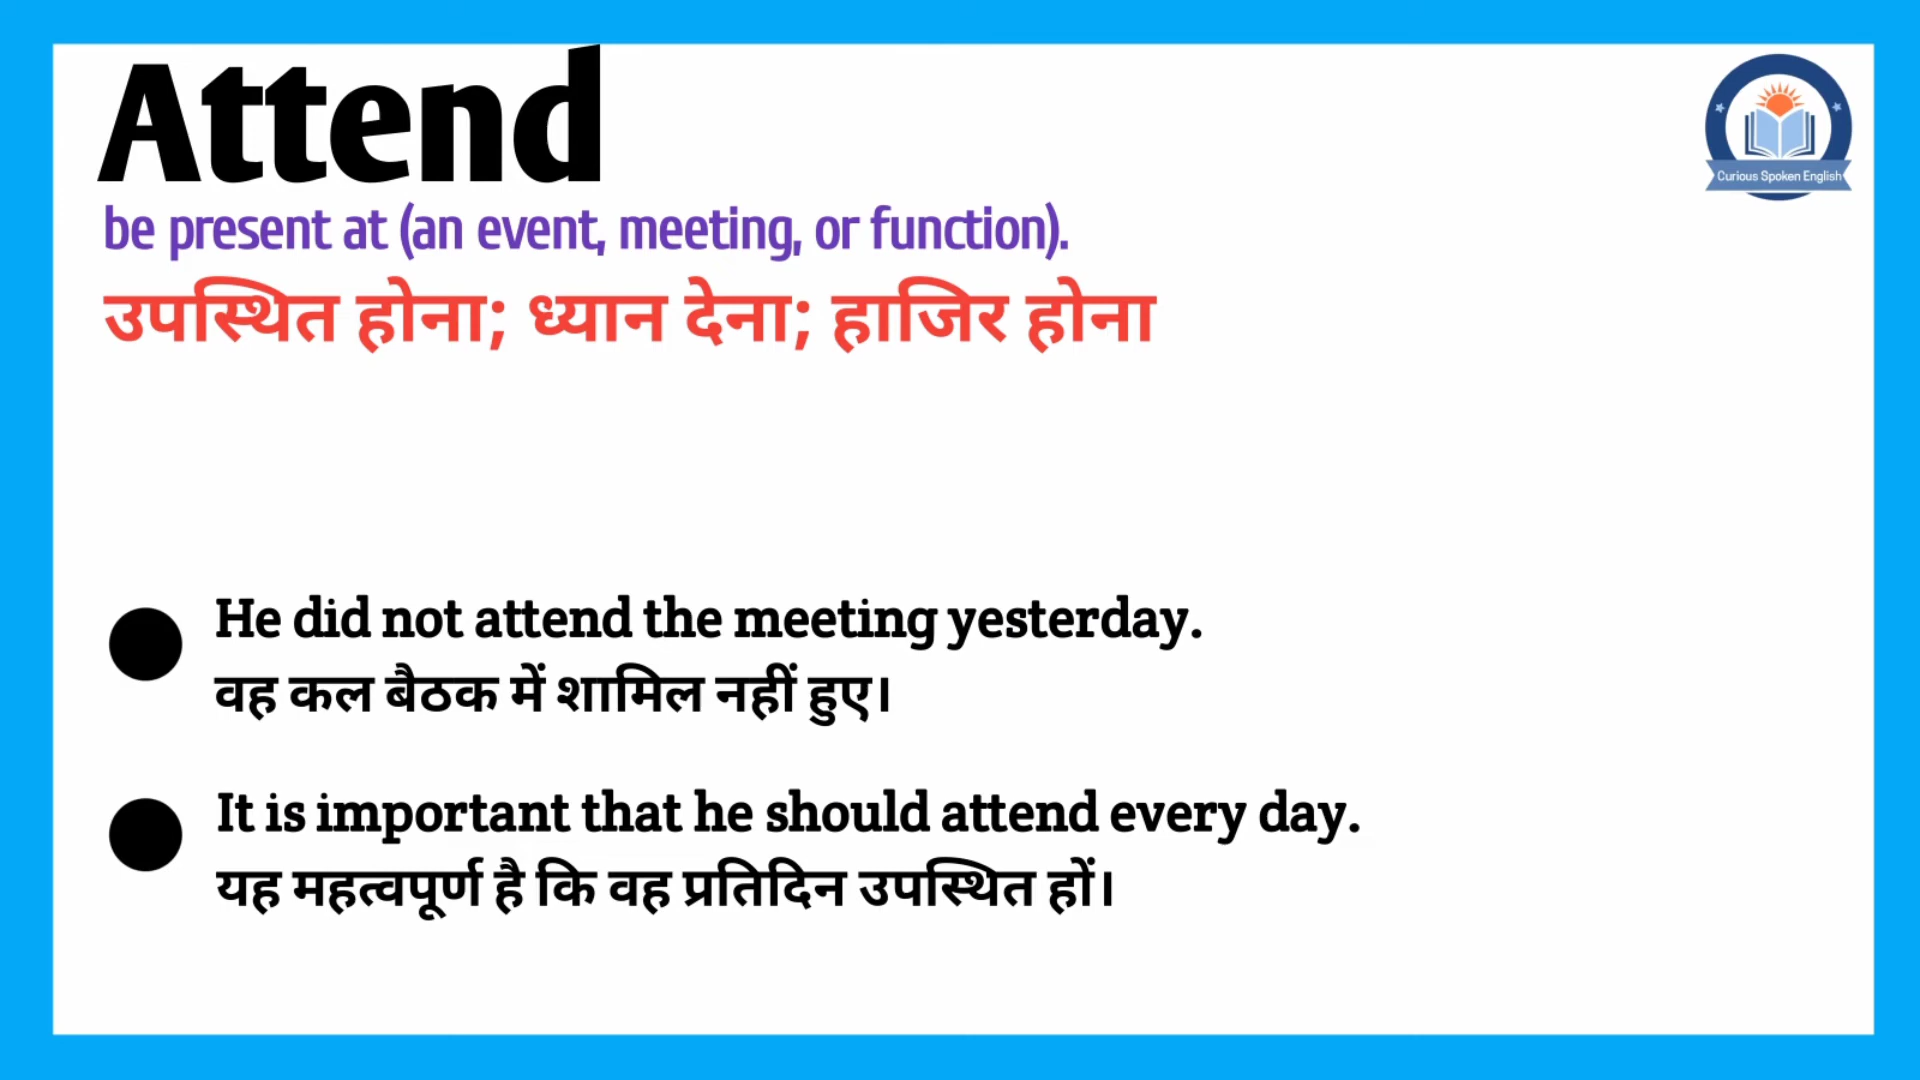 Attend
Curious Spoken English
be present at (an event, meeting, or function).
उपस्थित होना; ध्यान देना; हाजिर होना
He did not attend the meeting yesterday.
वह कल बैठक में शामिल नहीं हुए।
It is important that he should attend every day.
यह महत्वपूर्ण है कि वह प्रतिदिन उपस्थित हों।